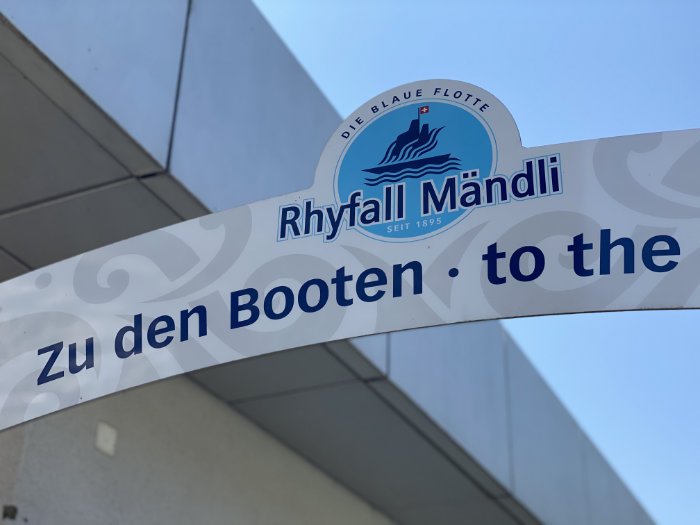 DIE BLAUE FLOTTE
Rhyfall Mändli
SEIT 1895
Zu den Booten · to the